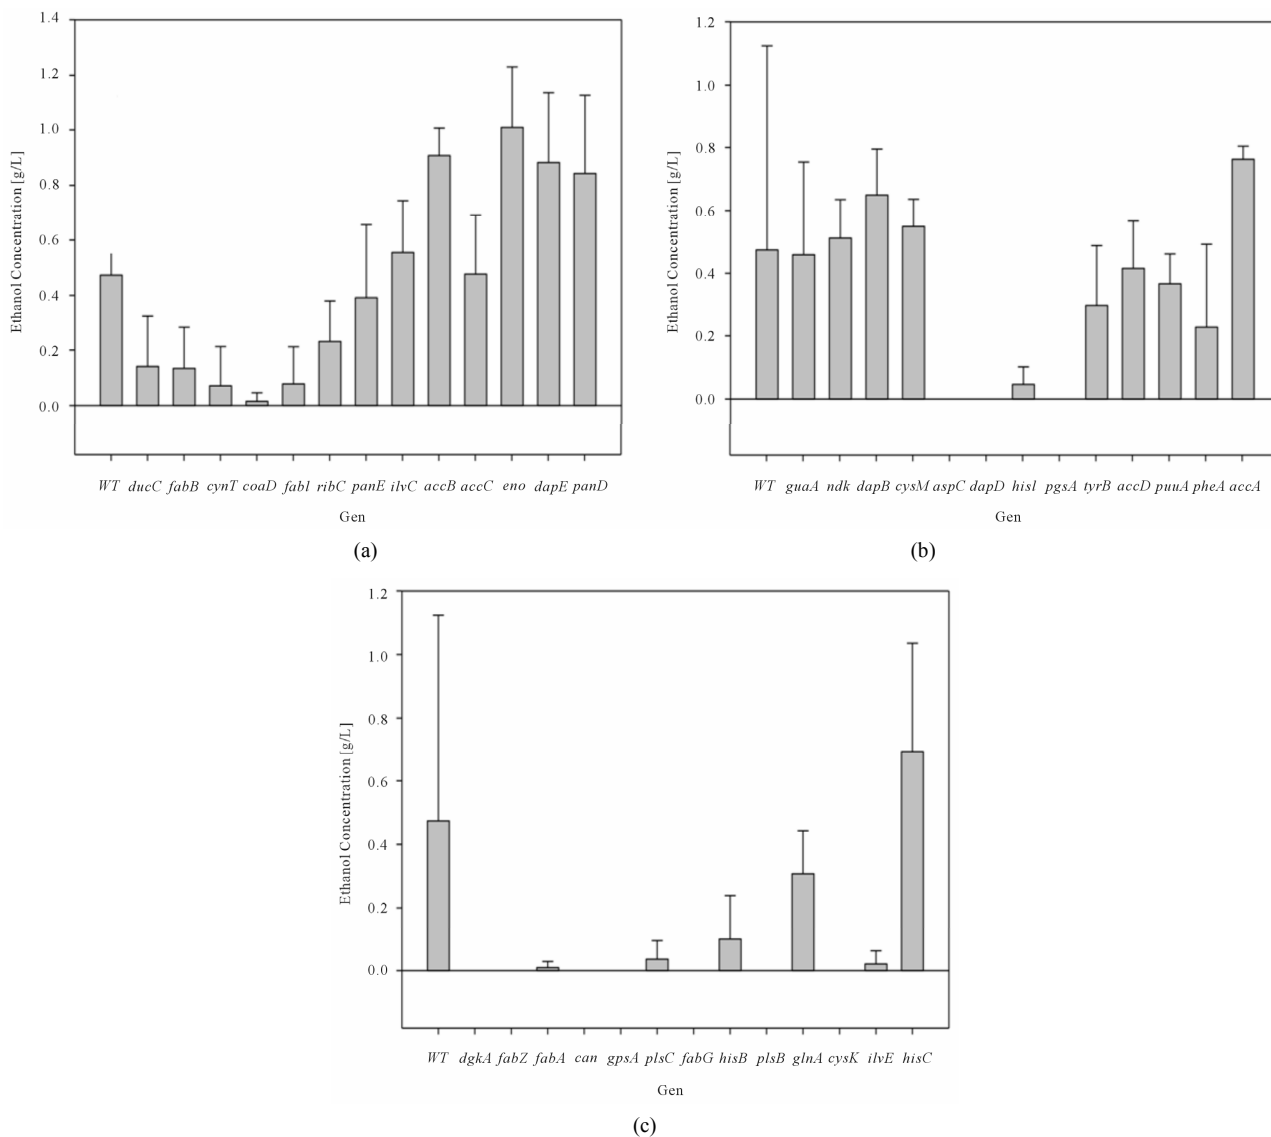 1.4
1.2
1.0
0.8
0.6
0.4
0.2
0.0
Ethanol Concentration [g/L]
WT ducC fabB cynT coaD fabI ribC panE ilvC accB accC eno dapE panD
Gen
(a)
1.2
1.0
0.8
0.6
0.4
0.2
0.0
Ethanol Concentration [g/L]
WT guaA ndk dapB cysM aspC dapD hisI pgsA tyrB accD puuA pheA accA
Gen
(b)
1.2
1.0
0.8
0.6
0.4
0.2
0.0
Ethanol Concentration [g/L]
WT dgkA fabZ fabA can gpsA plsC fabG hisB plsB glnA cysK ilvE hisC
Gen
(c)